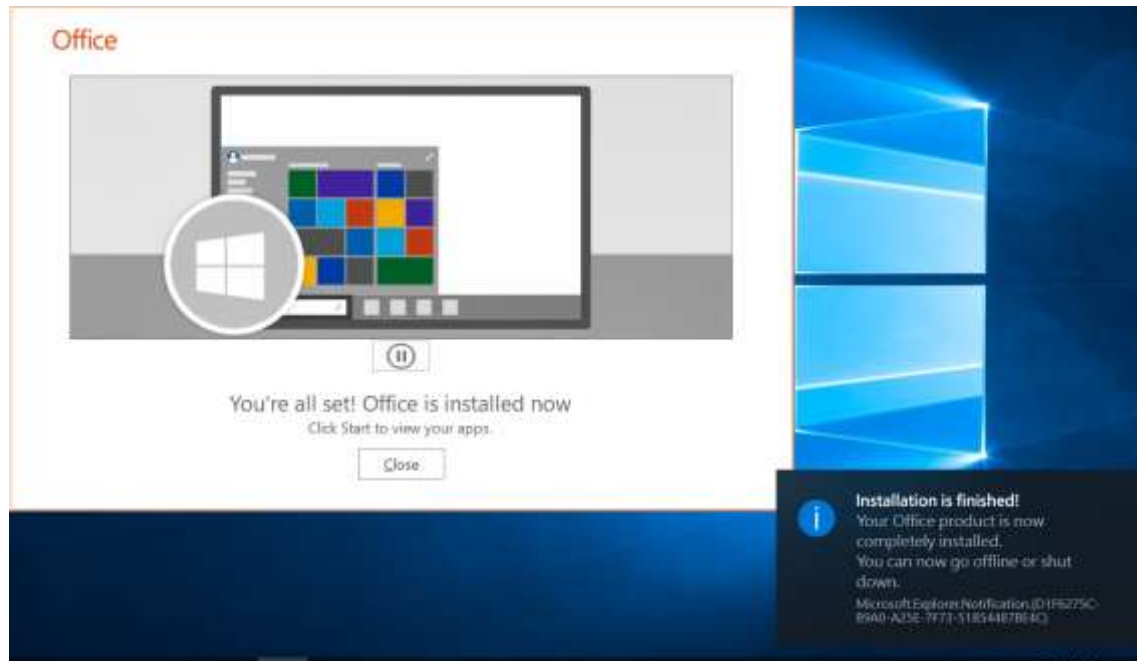 Office
You're all set! Office is installed now
Click Start to view your apps.
Close
Installation is finished!
Your Office product is now
completely installed.
You can now go offline or shut
down.
Microsoft.Explorer.Notification.{D1F6275C-
B9A0-A25E-7F73-51854487BE4C}